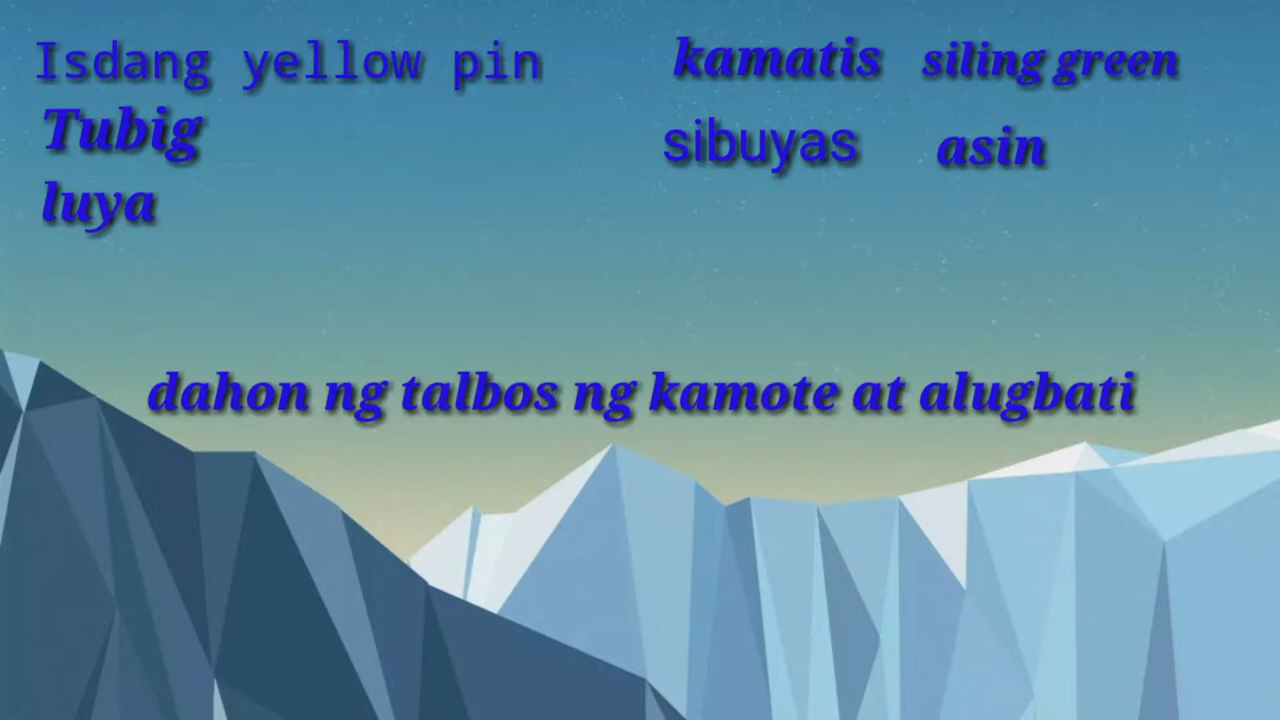 Isdang yellow pin
Tubig
luya
kamatis siling green
sibuyas asin
dahon ng talbos ng kamote at alugbati